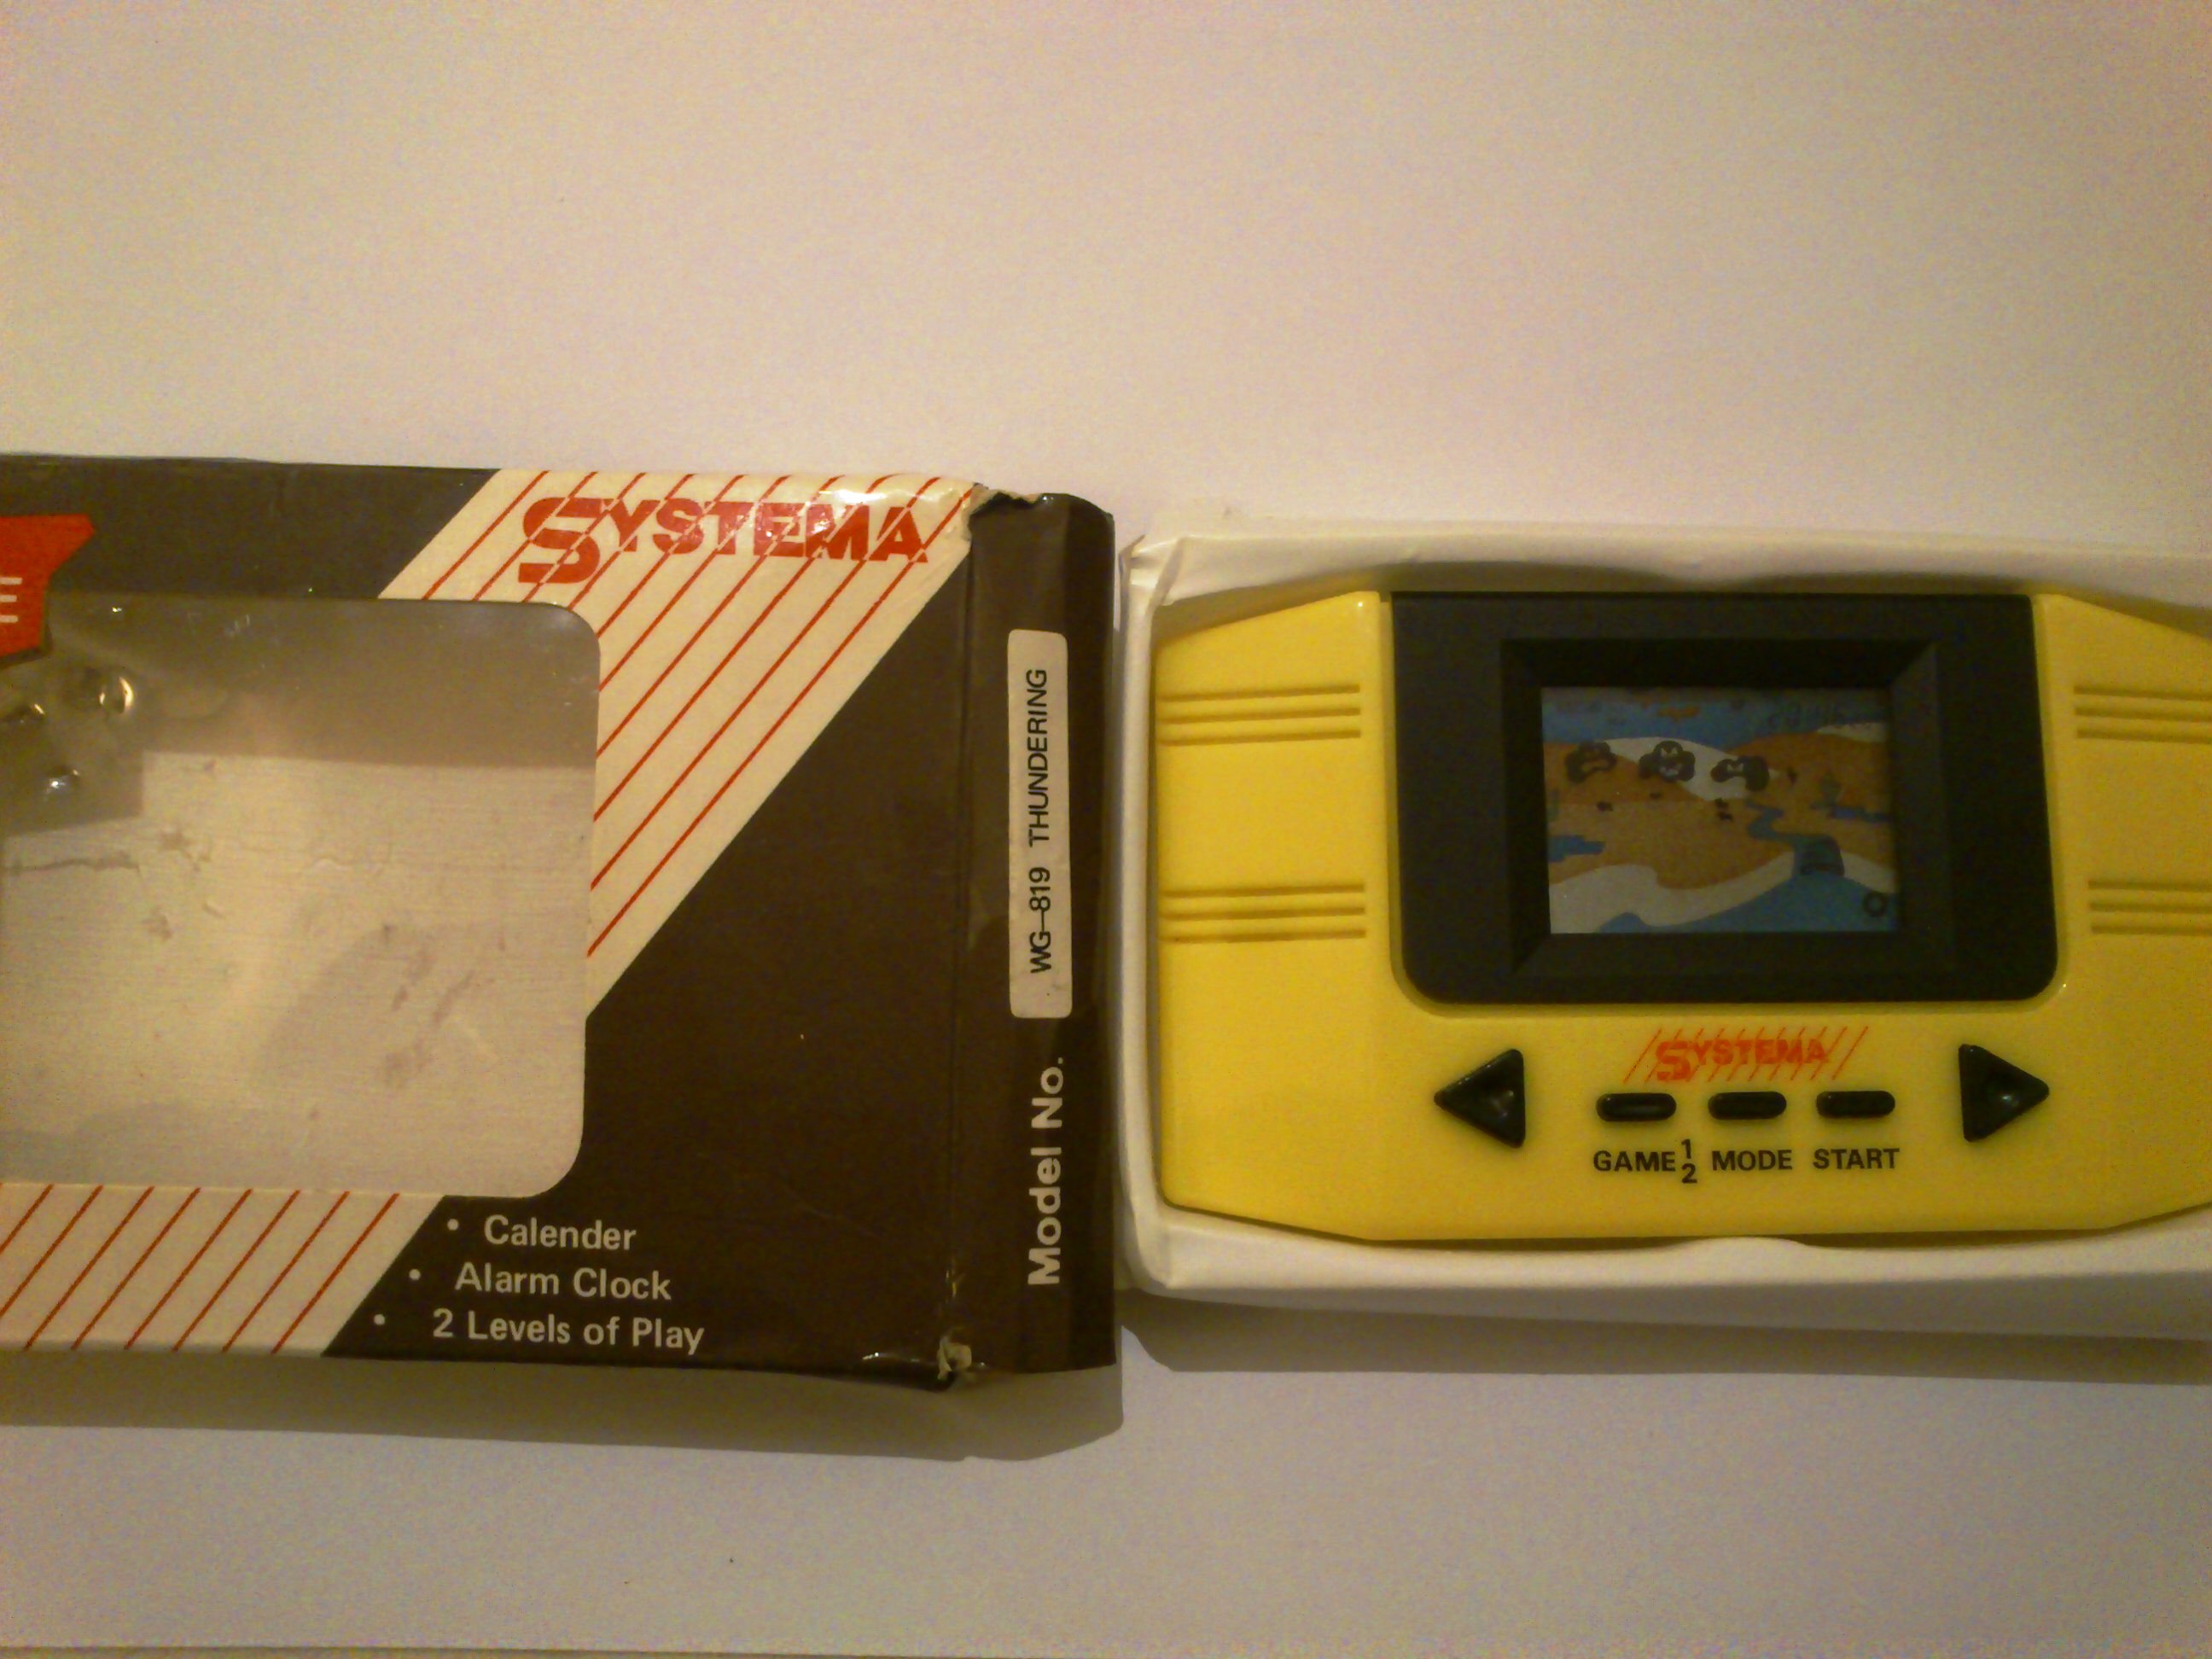 SYSTEMA
WG-819 THUNDERING
Model No.
• Calender
• Alarm Clock
• 2 Levels of Play
SYSTEMA
GAME 1 2 MODE START